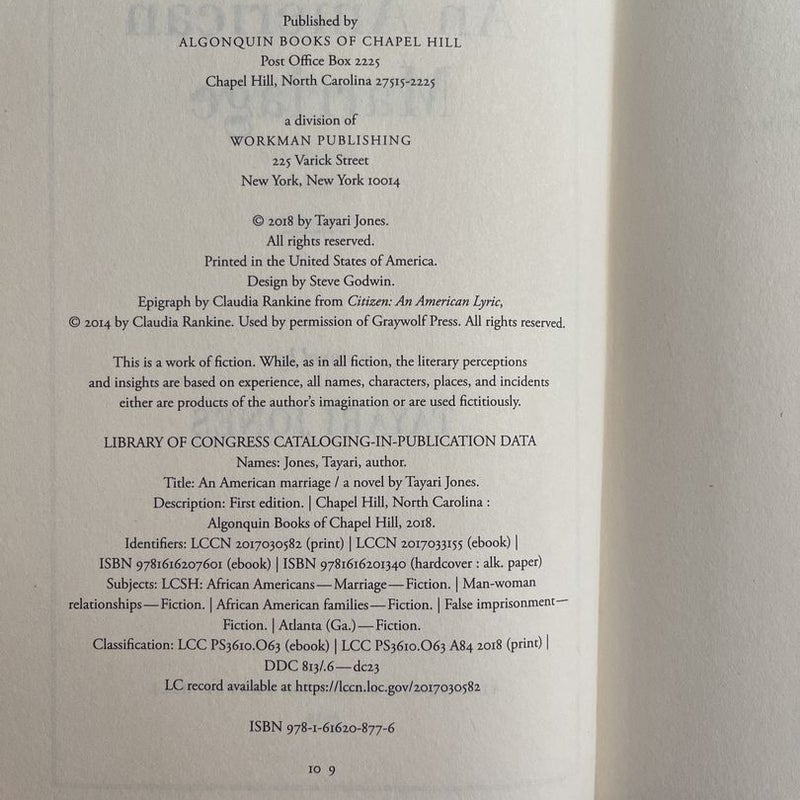 Published by
ALGONQUIN BOOKS OF CHAPEL HILL
Post Office Box 2225
Chapel Hill, North Carolina 27515-2225
a division of
WORKMAN PUBLISHING
225 Varick Street
New York, New York 10014
© 2018 by Tayari Jones.
All rights reserved.
Printed in the United States of America.
Design by Steve Godwin.
Epigraph by Claudia Rankine from Citizen: An American Lyric,
© 2014 by Claudia Rankine. Used by permission of Graywolf Press. All rights reserved.
This is a work of fiction. While, as in all fiction, the literary perceptions
and insights are based on experience, all names, characters, places, and incidents
either are products of the author's imagination or are used fictitiously.
LIBRARY OF CONGRESS CATALOGING-IN-PUBLICATION DATA
Names: Jones, Tayari, author.
Title: An American marriage / a novel by Tayari Jones.
Description: First edition. | Chapel Hill, North Carolina :
Algonquin Books of Chapel Hill, 2018.
Identifiers: LCCN 2017030582 (print) | LCCN 2017033155 (ebook) |
ISBN 9781616207601 (ebook) | ISBN 9781616201340 (hardcover : alk. paper)
Subjects: LCSH: African Americans—Marriage—Fiction. | Man-woman
relationships—Fiction. | African American families—Fiction. | False imprisonment—
Fiction. | Atlanta (Ga.)—Fiction.
Classification: LCC PS3610.O63 (ebook) | LCC PS3610.O63 A84 2018 (print) |
DDC 813/.6—dc23
LC record available at https://lccn.loc.gov/2017030582
ISBN 978-1-61620-877-6
10 9